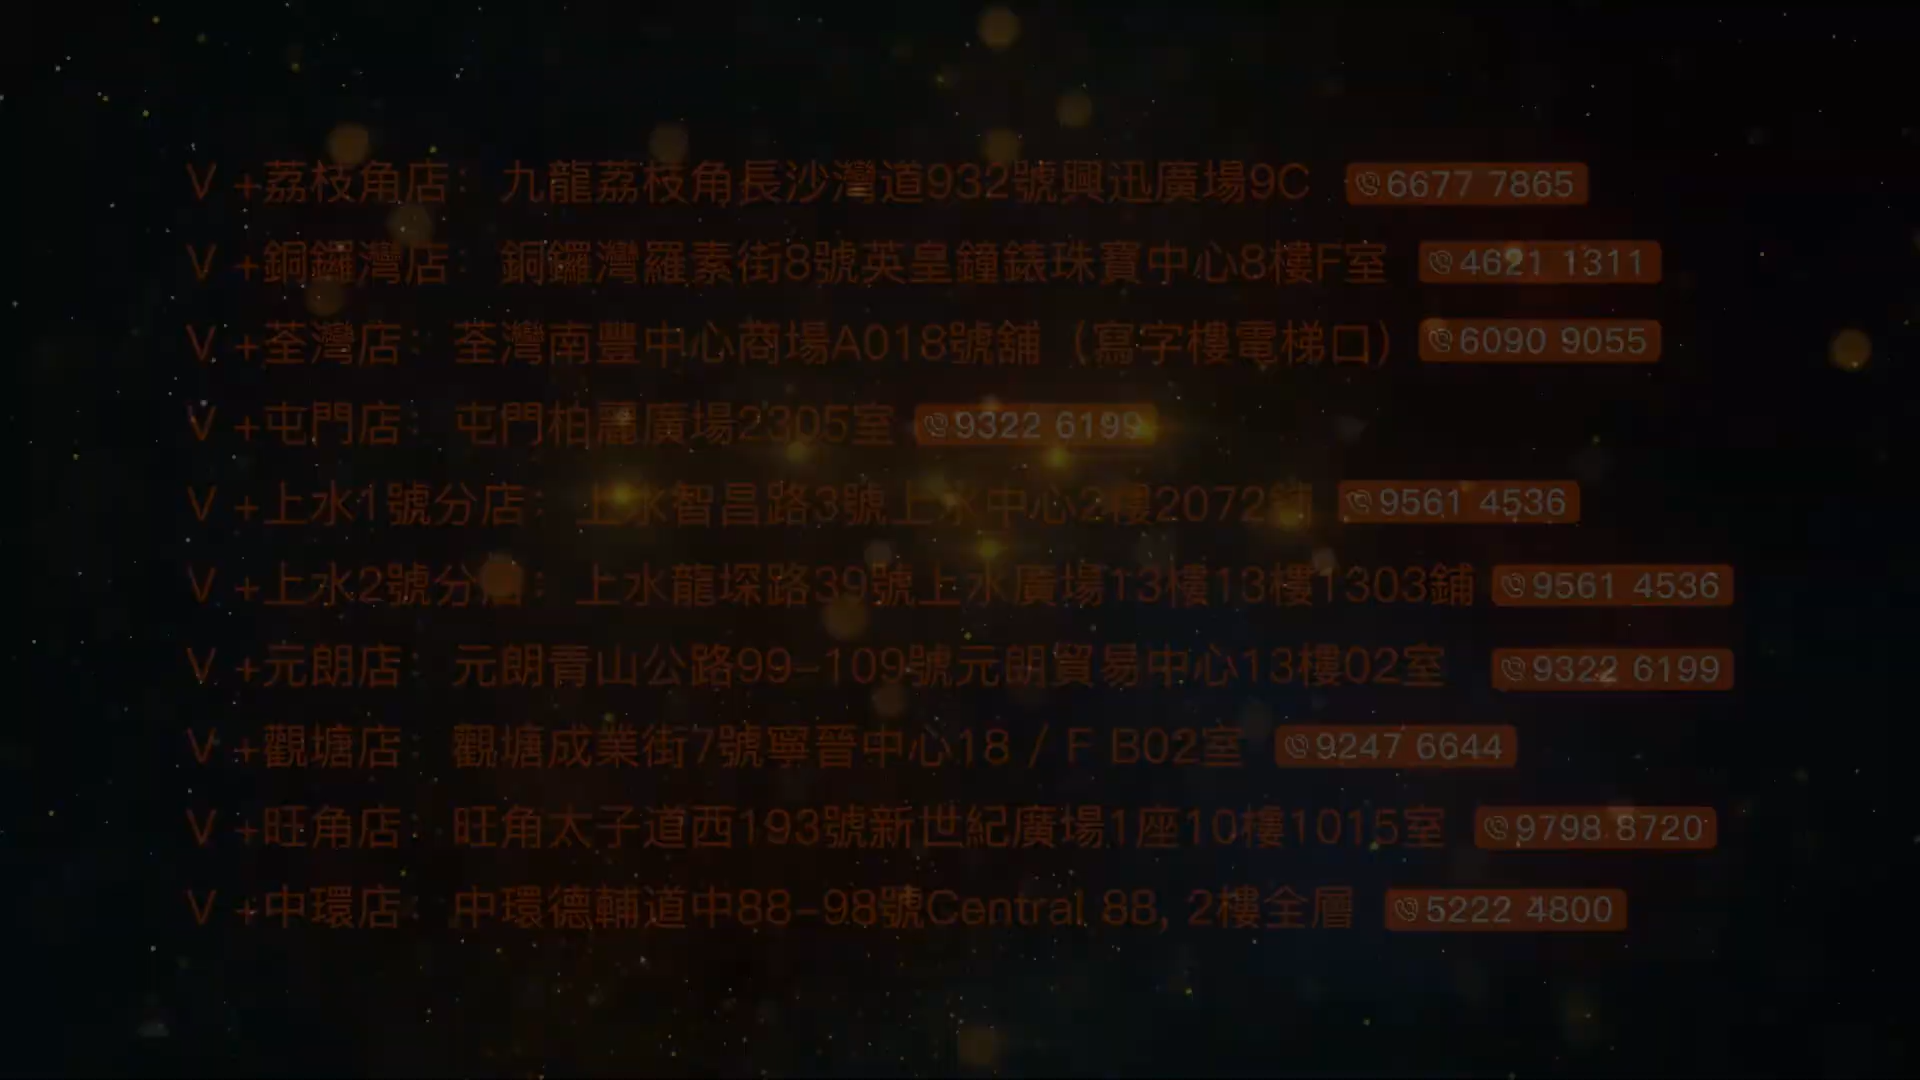 V +荔枝角店： 九龍荔枝角長沙灣道932號興迅廣場9C 6677 7865
V +銅鑼灣店： 銅鑼灣羅素街8號英皇鐘錶珠寶中心8樓F室 4621 1311
V +荃灣店： 荃灣南豐中心商場A018號舖（寫字樓電梯口） 6090 9055
V +屯門店： 屯門柏麗廣場2305室 9322 6199
V +上水1號分店： 上水智昌路3號上水中心2樓2072鋪 9561 4536
V +上水2號分店： 上水龍琛路39號上水廣場13樓13樓1303鋪 9561 4536
V +元朗店： 元朗青山公路99–109號元朗貿易中心13樓02室 9322 6199
V +觀塘店： 觀塘成業街7號寧晉中心18 / F B02室 9247 6644
V +旺角店： 旺角太子道西193號新世紀廣場1座10樓1015室 9798 8720
V +中環店： 中環德輔道中88–98號Central 88, 2樓全層 5222 4800